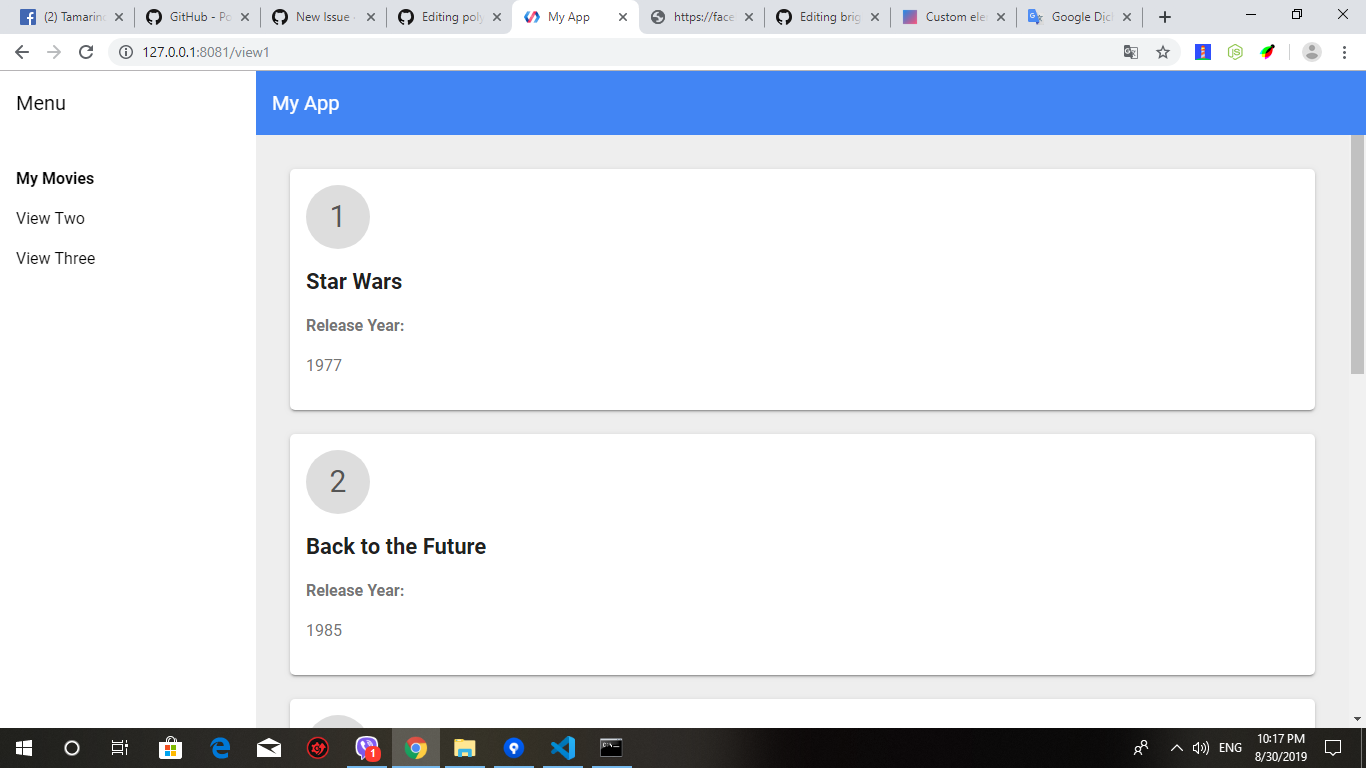 (2) Tamarind
GitHub - Po
New Issue
Editing poly
My App
https://face
Editing brig
Custom ele
Google Dịch
127.0.0.1:8081/view1
Menu
My App
My Movies
View Two
View Three
1
Star Wars
Release Year:
1977
2
Back to the Future
Release Year:
1985
1
ENG
10:17 PM
8/30/2019